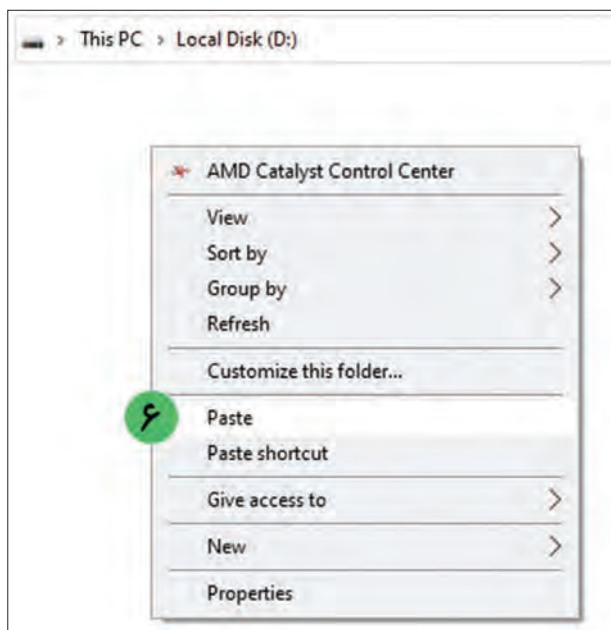 > This PC > Local Disk (D:)
AMD Catalyst Control Center
View >
Sort by >
Group by >
Refresh
Customize this folder...
۶ Paste
Paste shortcut
Give access to >
New >
Properties